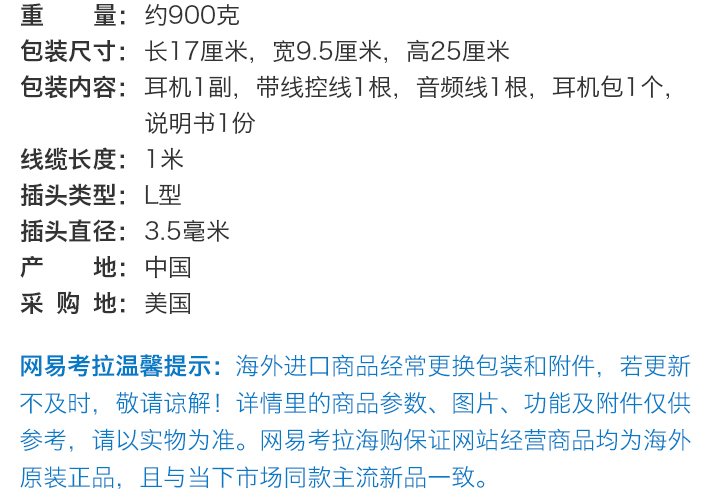 重 量：约900克
包装尺寸：长17厘米，宽9.5厘米，高25厘米
包装内容：耳机1副，带线控线1根，音频线1根，耳机包1个，
说明书1份
线缆长度：1米
插头类型：L型
插头直径：3.5毫米
产 地：中国
采 购 地：美国
网易考拉温馨提示：海外进口商品经常更换包装和附件，若更新
不及时，敬请谅解！详情里的商品参数、图片、功能及附件仅供
参考，请以实物为准。网易考拉海购保证网站经营商品均为海外
原装正品，且与当下市场同款主流新品一致。